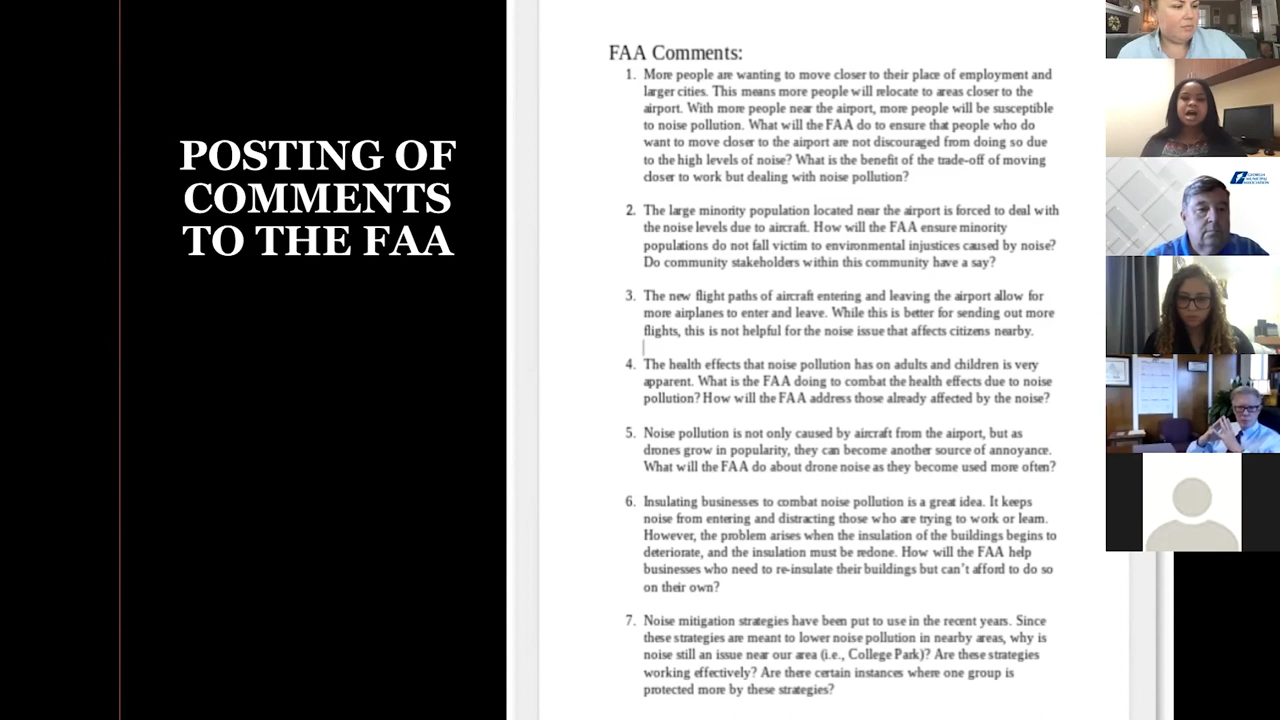 POSTING OF
COMMENTS
TO THE FAA
FAA Comments:
1. More people are wanting to move closer to their place of employment and
larger cities. This means more people will relocate to areas closer to the
airport. With more people near the airport, more people will be susceptible
to noise pollution. What will the FAA do to ensure that people who do
want to move closer to the airport are not discouraged from doing so due
to the high levels of noise? What is the benefit of the trade-off of moving
closer to work but dealing with noise pollution?
2. The large minority population located near the airport is forced to deal with
the noise levels due to aircraft. How will the FAA ensure minority
populations do not fall victim to environmental injustices caused by noise?
Do community stakeholders within this community have a say?
3. The new flight paths of aircraft entering and leaving the airport allow for
more airplanes to enter and leave. While this is better for sending out more
flights, this is not helpful for the noise issue that affects citizens nearby.
4. The health effects that noise pollution has on adults and children is very
apparent. What is the FAA doing to combat the health effects due to noise
pollution? How will the FAA address those already affected by the noise?
5. Noise pollution is not only caused by aircraft from the airport, but as
drones grow in popularity, they can become another source of annoyance.
What will the FAA do about drone noise as they become used more often?
6. Insulating businesses to combat noise pollution is a great idea. It keeps
noise from entering and distracting those who are trying to work or learn.
However, the problem arises when the insulation of the buildings begins to
deteriorate, and the insulation must be redone. How will the FAA help
businesses who need to re-insulate their buildings but can't afford to do so
on their own?
7. Noise mitigation strategies have been put to use in the recent years. Since
these strategies are meant to lower noise pollution in nearby areas, why is
noise still an issue near our area (i.e., College Park)? Are these strategies
working effectively? Are there certain instances where one group is
protected more by these strategies?
GEORGIA
MUNICIPAL
ASSOCIATION